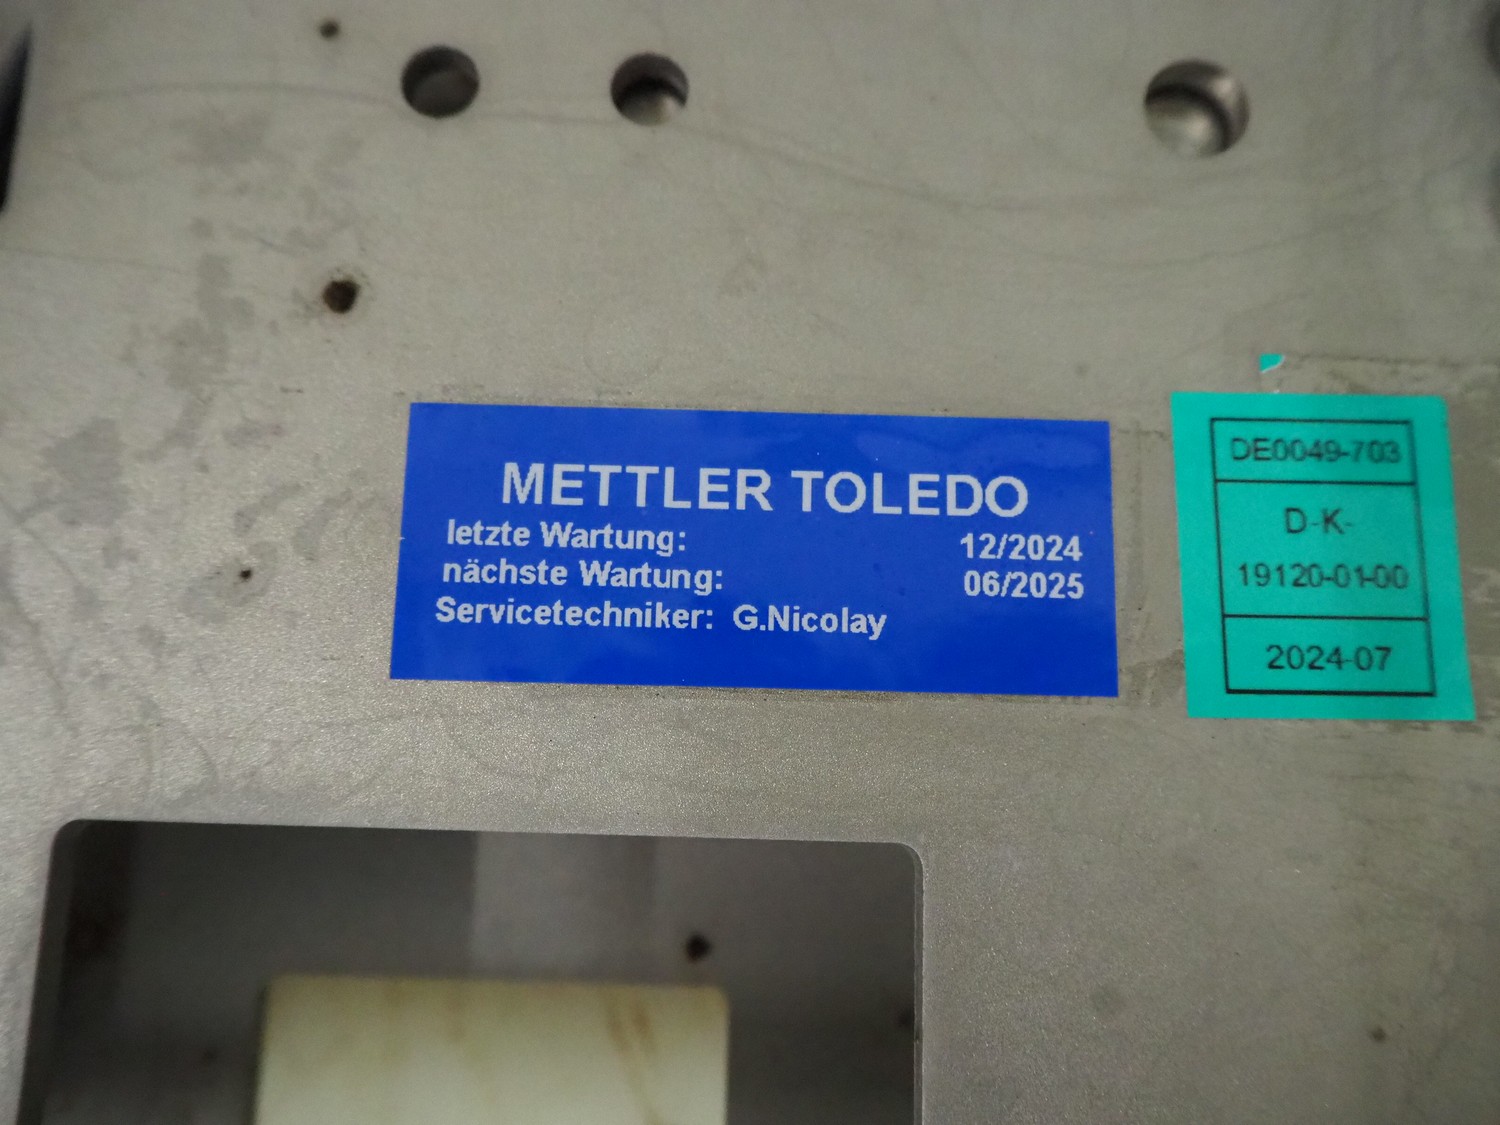 METTLER TOLEDO
letzte Wartung: 12/2024
nächste Wartung: 06/2025
Servicetechniker: G.Nicolay
DE0049-703
D-K-
19120-01-00
2024-07